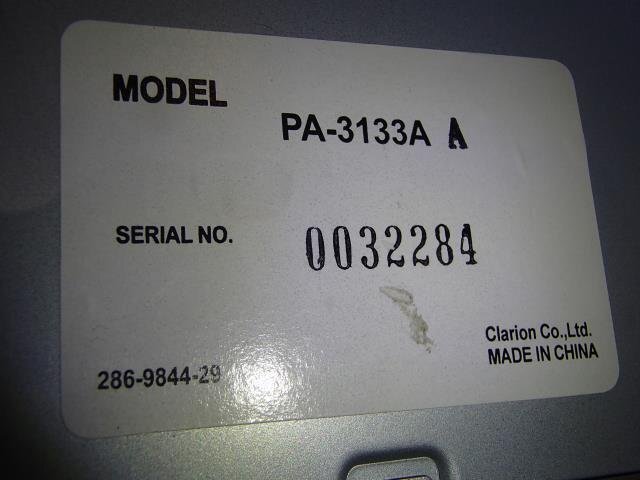 MODEL
PA-3133A A
SERIAL NO.
0032284
Clarion Co.,Ltd.
MADE IN CHINA
286-9844-29